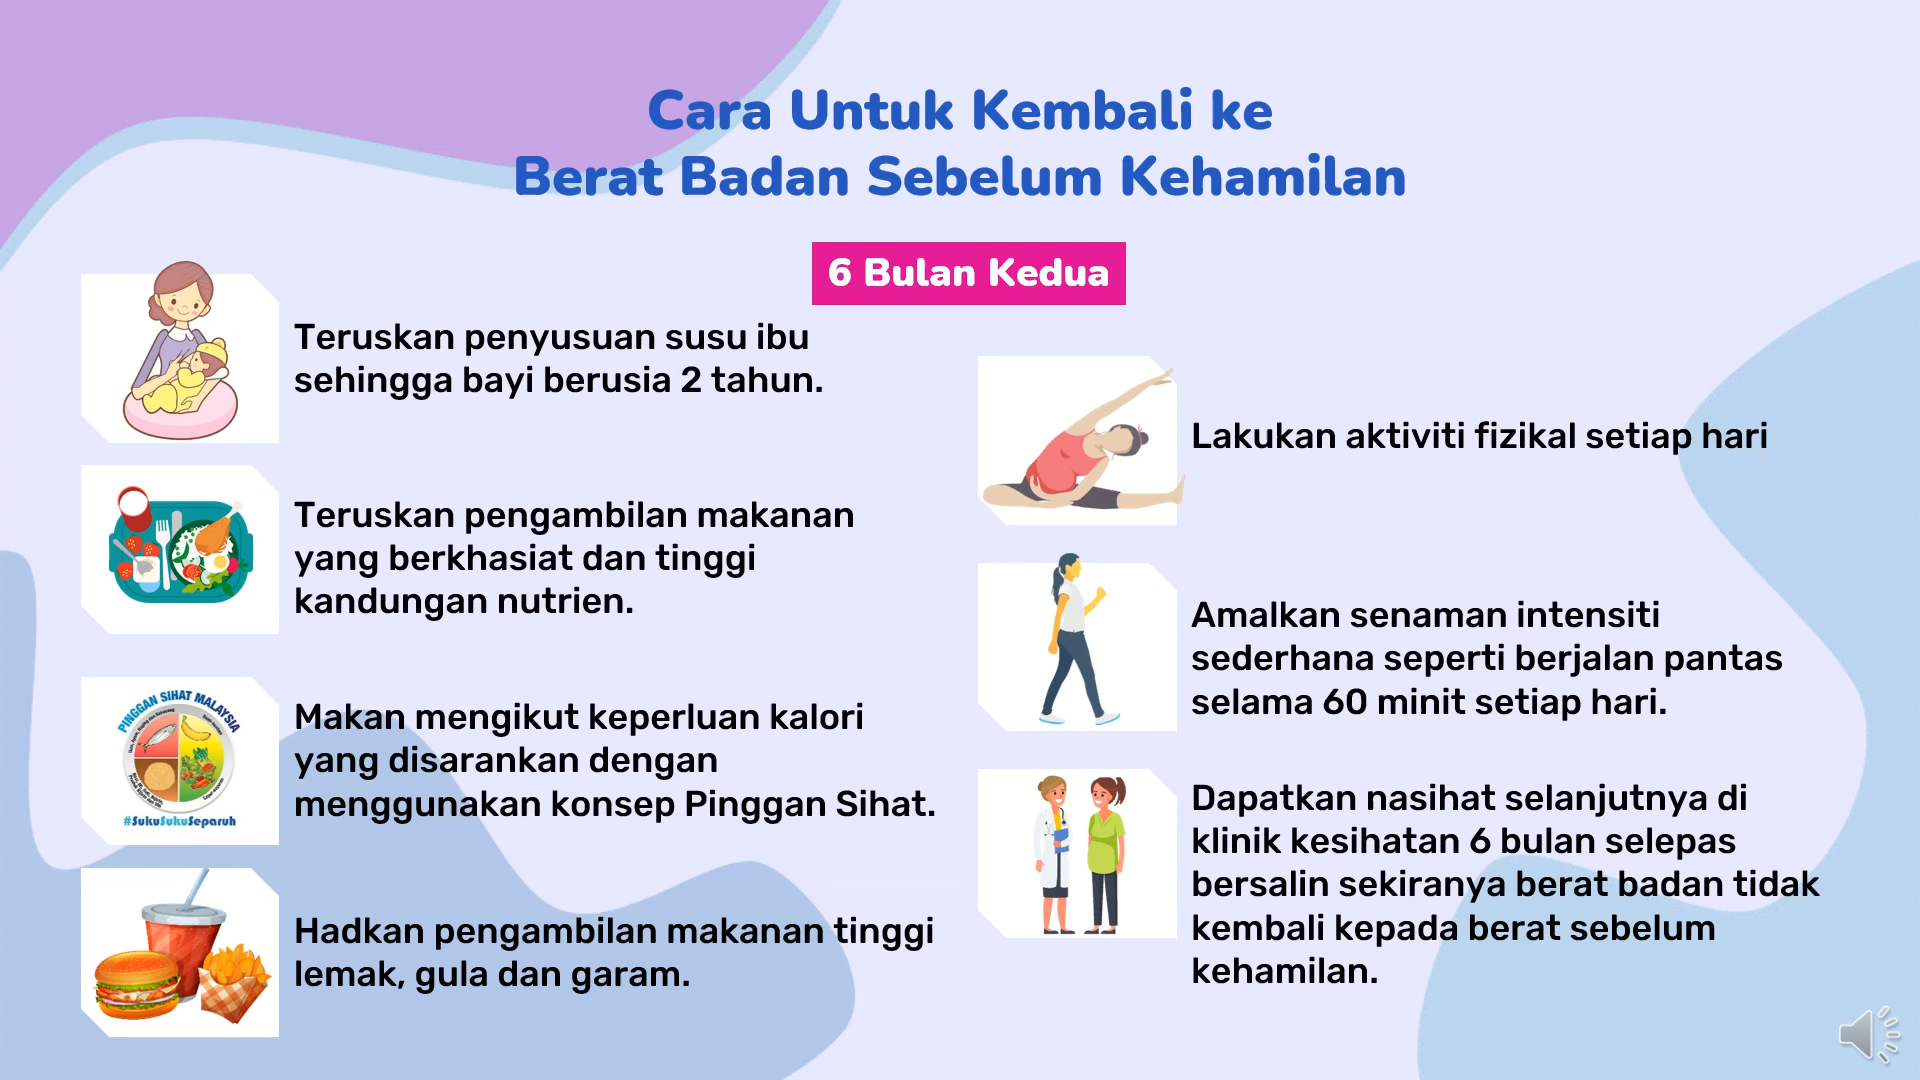 Cara Untuk Kembali ke
Berat Badan Sebelum Kehamilan
6 Bulan Kedua
Teruskan penyusuan susu ibu
sehingga bayi berusia 2 tahun.
Teruskan pengambilan makanan
yang berkhasiat dan tinggi
kandungan nutrien.
PINGGAN SIHAT MALAYSIA
#SukuSukuSeparuh
Makan mengikut keperluan kalori
yang disarankan dengan
menggunakan konsep Pinggan Sihat.
Hadkan pengambilan makanan tinggi
lemak, gula dan garam.
Lakukan aktiviti fizikal setiap hari
Amalkan senaman intensiti
sederhana seperti berjalan pantas
selama 60 minit setiap hari.
Dapatkan nasihat selanjutnya di
klinik kesihatan 6 bulan selepas
bersalin sekiranya berat badan tidak
kembali kepada berat sebelum
kehamilan.